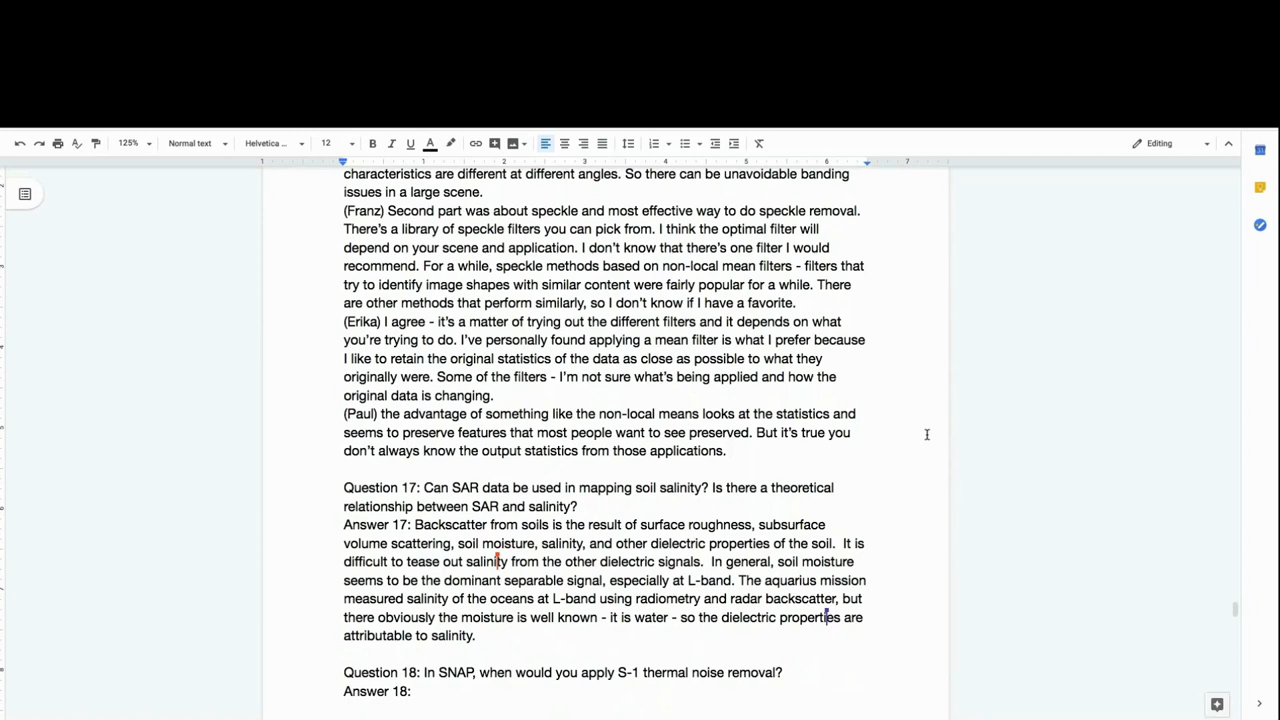 125%
Normal text
Helvetica ...
12
B I U A
Editing
1 1 2 3 4 5 6 7
characteristics are different at different angles. So there can be unavoidable banding
issues in a large scene.
(Franz) Second part was about speckle and most effective way to do speckle removal.
There's a library of speckle filters you can pick from. I think the optimal filter will
depend on your scene and application. I don't know that there's one filter I would
recommend. For a while, speckle methods based on non-local mean filters - filters that
try to identify image shapes with similar content were fairly popular for a while. There
are other methods that perform similarly, so I don't know if I have a favorite.
(Erika) I agree - it's a matter of trying out the different filters and it depends on what
you're trying to do. I've personally found applying a mean filter is what I prefer because
I like to retain the original statistics of the data as close as possible to what they
originally were. Some of the filters - I'm not sure what's being applied and how the
original data is changing.
(Paul) the advantage of something like the non-local means looks at the statistics and
seems to preserve features that most people want to see preserved. But it's true you
don't always know the output statistics from those applications.
Question 17: Can SAR data be used in mapping soil salinity? Is there a theoretical
relationship between SAR and salinity?
Answer 17: Backscatter from soils is the result of surface roughness, subsurface
volume scattering, soil moisture, salinity, and other dielectric properties of the soil. It is
difficult to tease out salinity from the other dielectric signals. In general, soil moisture
seems to be the dominant separable signal, especially at L-band. The aquarius mission
measured salinity of the oceans at L-band using radiometry and radar backscatter, but
there obviously the moisture is well known - it is water - so the dielectric properties are
attributable to salinity.
Question 18: In SNAP, when would you apply S-1 thermal noise removal?
Answer 18: